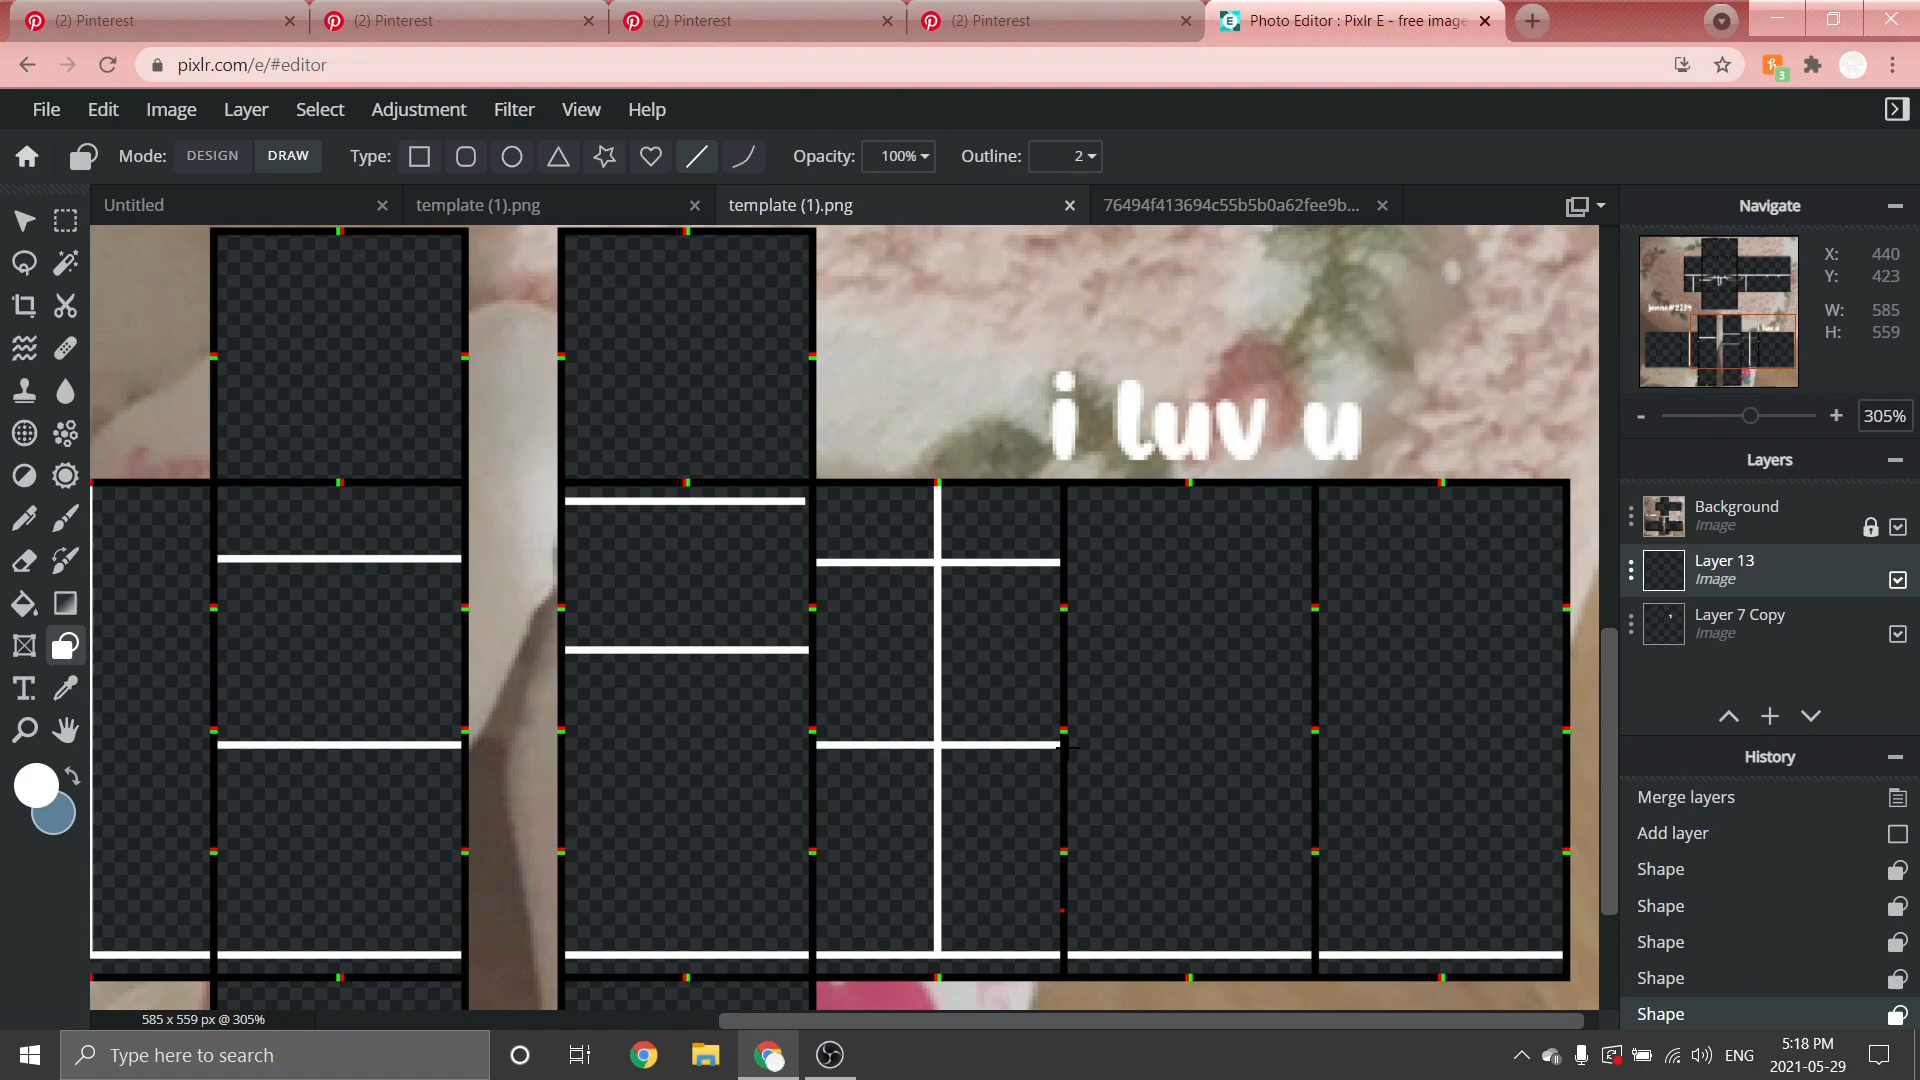 (2) Pinterest
(2) Pinterest
(2) Pinterest
(2) Pinterest
Photo Editor : Pixlr E - free image
pixlr.com/e/#editor
3
File Edit Image Layer Select Adjustment Filter View Help
Mode: DESIGN DRAW Type: Opacity: 100% Outline: 2
Untitled
template (1).png
template (1).png
76494f413694c55b5b0a62fee9b...
Navigate
X: 440
Y: 423
W: 585
H: 559
305%
i luv u
Layers
Background
Image
Layer 13
Image
Layer 7 Copy
Image
History
Merge layers
Add layer
Shape
Shape
Shape
Shape
Shape
585 x 559 px @ 305%
Type here to search
ENG
5:18 PM
2021-05-29